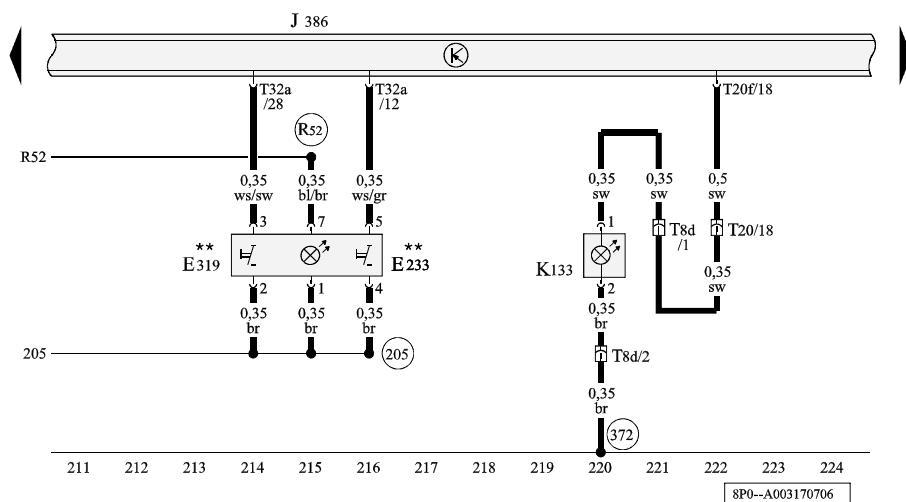 J 386
T32a
/28
T32a
/12
T20f/18
R52
R52
0,35
ws/sw
0,35
bl/br
0,35
ws/gr
0,35
sw
0,35
sw
0,5
sw
3
7
5
1
T8d
/1
T20/18
**
E319
**
E233
K133
0,35
sw
2
1
4
2
0,35
br
0,35
br
0,35
br
0,35
br
205
205
T8d/2
0,35
br
372
211 212 213 214 215 216 217 218 219 220 221 222 223 224
8P0--A003170706